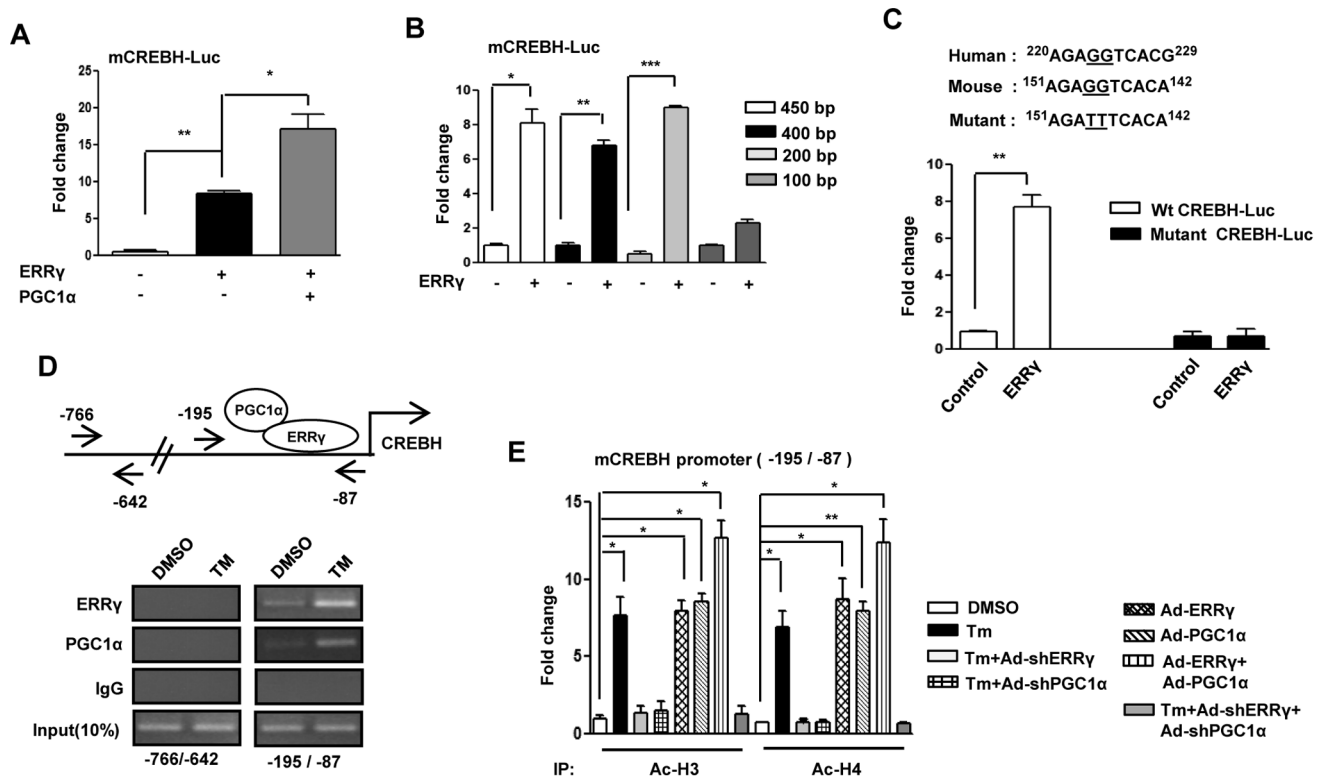 A
mCREBH-Luc
Fold change
25
20
15
10
5
0
**
*
ERRγ - + +
PGC1α - - +
B
mCREBH-Luc
Fold change
10
8
6
4
2
0
*
**
***
450 bp
400 bp
200 bp
100 bp
ERRγ - + - + - + - +
C
Human : 220AGAGGTCACG229
Mouse : 151AGAGGTCACA142
Mutant : 151AGATTTCACA142
Fold change
10
8
6
4
2
0
**
Wt CREBH-Luc
Mutant CREBH-Luc
Control ERRγ Control ERRγ
D
-766
-195
PGC1α
ERRγ
CREBH
-642
-87
DMSO TM DMSO TM
ERRγ
PGC1α
IgG
Input(10%)
-766/-642 -195 / -87
E
mCREBH promoter ( -195 / -87 )
Fold change
15
10
5
0
* * * *
* * ** *
IP: Ac-H3 Ac-H4
DMSO
Tm
Tm+Ad-shERRγ
Tm+Ad-shPGC1α
Ad-ERRγ
Ad-PGC1α
Ad-ERRγ+
Ad-PGC1α
Tm+Ad-shERRγ+
Ad-shPGC1α